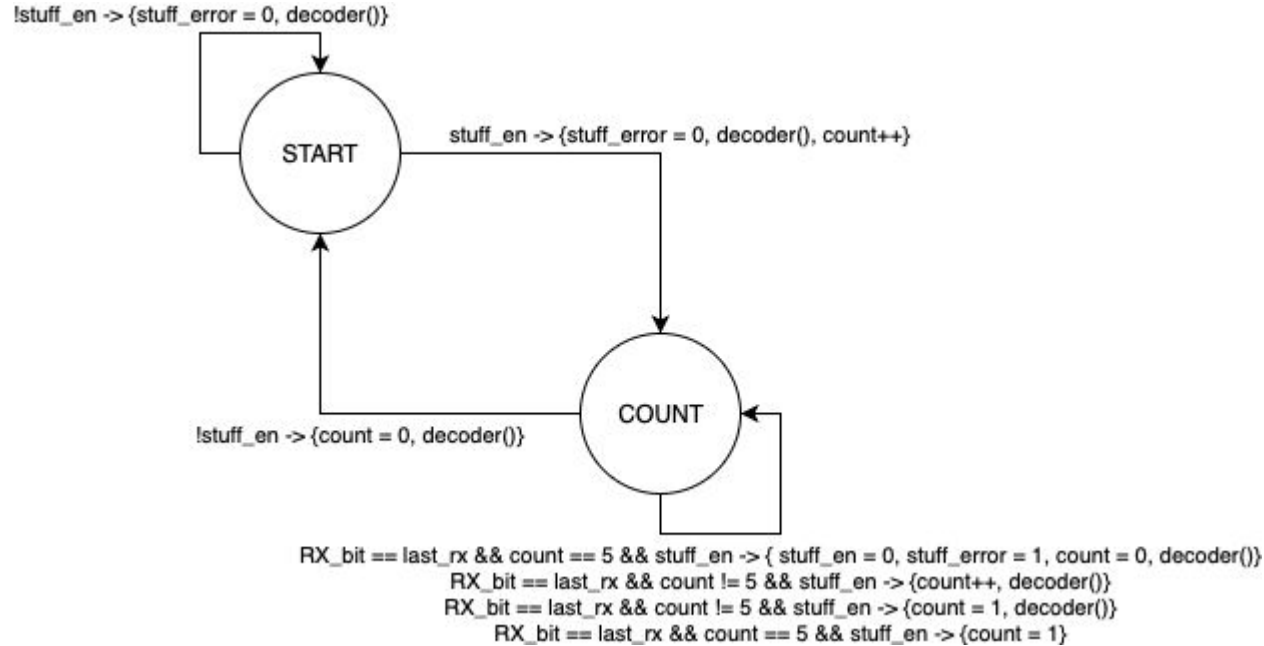 !stuff_en -> {stuff_error = 0, decoder()}
stuff_en -> {stuff_error = 0, decoder(), count++}
START
COUNT
!stuff_en -> {count = 0, decoder()}
RX_bit == last_rx && count == 5 && stuff_en -> { stuff_en = 0, stuff_error = 1, count = 0, decoder()}
RX_bit == last_rx && count != 5 && stuff_en -> {count++, decoder()}
RX_bit == last_rx && count != 5 && stuff_en -> {count = 1, decoder()}
RX_bit == last_rx && count == 5 && stuff_en -> {count = 1}